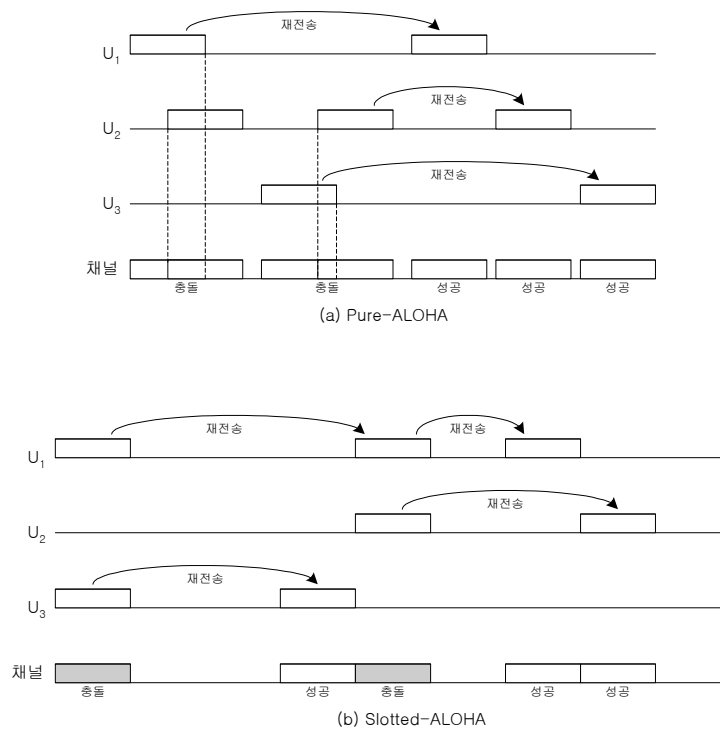 재전송
U1
재전송
U2
재전송
U3
채널
충돌 충돌 성공 성공 성공
(a) Pure-ALOHA
재전송 재전송
U1
재전송
U2
재전송
U3
채널
충돌 성공 충돌 성공 성공
(b) Slotted-ALOHA